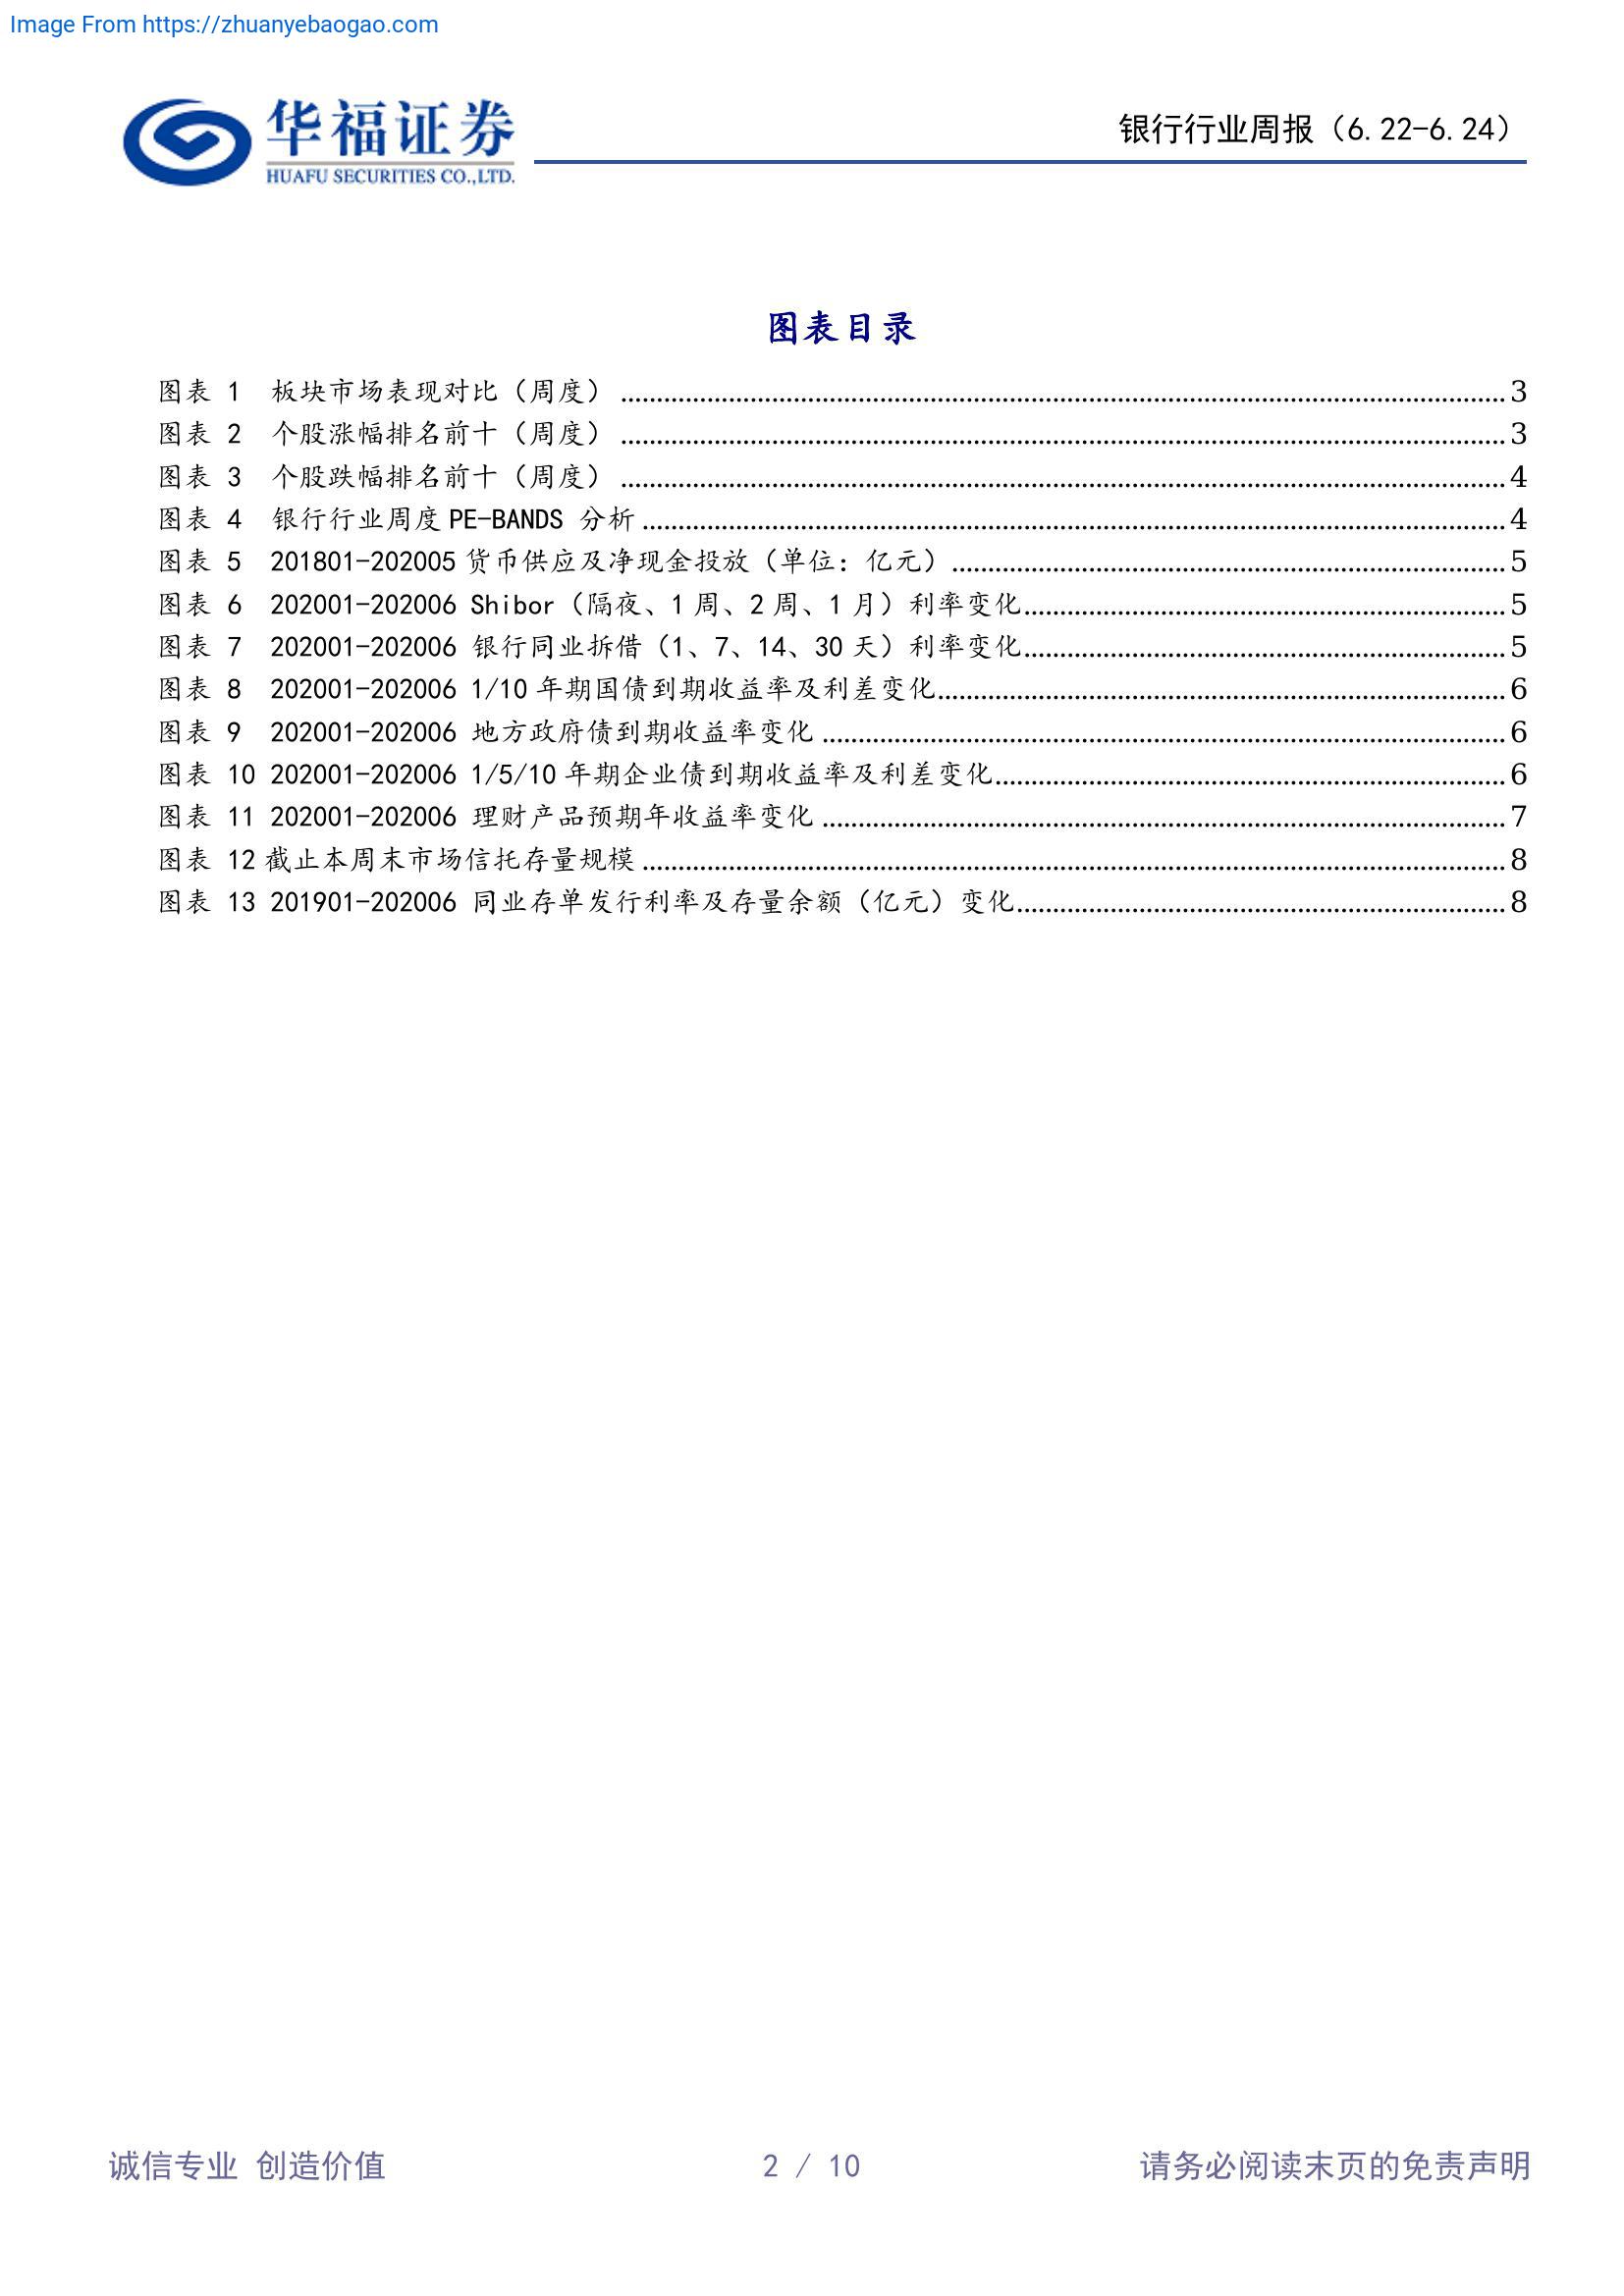 Image From https://zhuanyebaogao.com
华福证券
HUAFU SECURITIES CO.,LTD.
银行行业周报（6.22-6.24）
图表目录
图表 1 板块市场表现对比（周度）........3
图表 2 个股涨幅排名前十（周度）........3
图表 3 个股跌幅排名前十（周度）........4
图表 4 银行行业周度 PE-BANDS 分析........4
图表 5 201801-202005 货币供应及净现金投放（单位：亿元）........5
图表 6 202001-202006 Shibor（隔夜、1 周、2 周、1 月）利率变化........5
图表 7 202001-202006 银行同业拆借（1、7、14、30 天）利率变化........5
图表 8 202001-202006 1/10 年期国债到期收益率及利差变化........6
图表 9 202001-202006 地方政府债到期收益率变化........6
图表 10 202001-202006 1/5/10 年期企业债到期收益率及利差变化........6
图表 11 202001-202006 理财产品预期年收益率变化........7
图表 12 截止本周末市场信托存量规模........8
图表 13 201901-202006 同业存单发行利率及存量余额（亿元）变化........8
诚信专业 创造价值
2 / 10
请务必阅读末页的免责声明